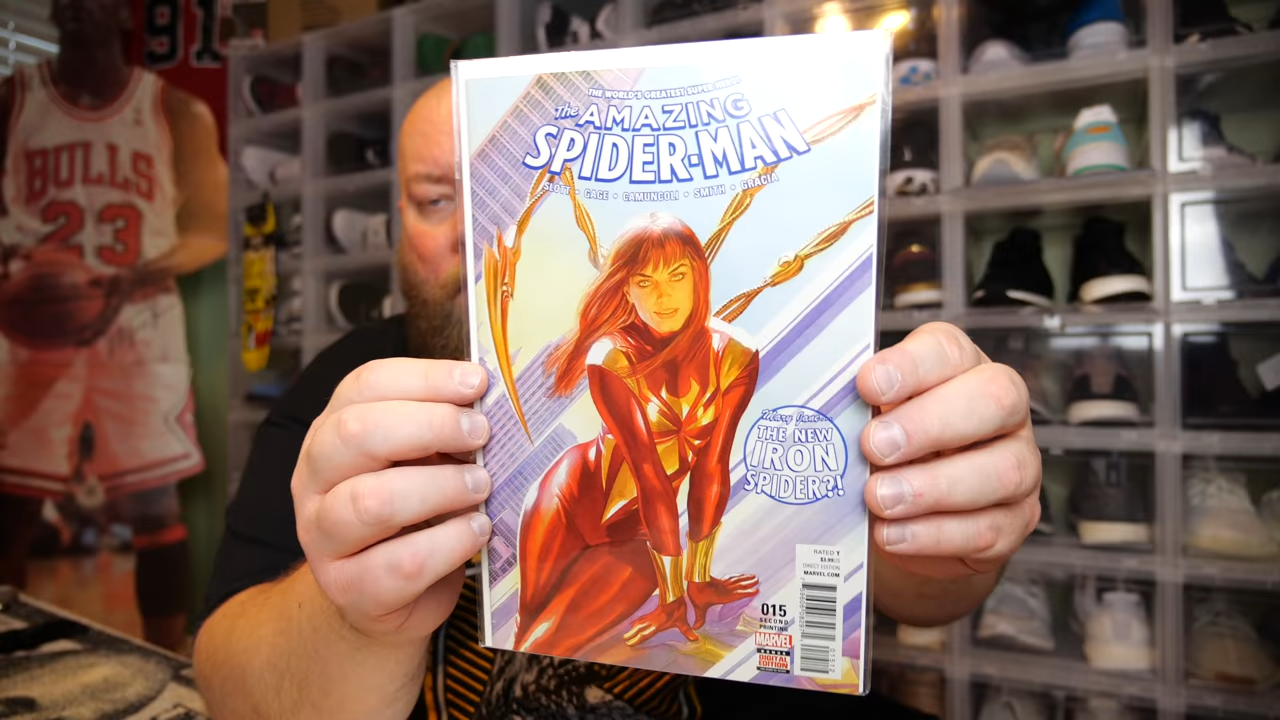 91
BULLS
23
THE WORLD'S GREATEST SUPER HERO
The AMAZING
SPIDER-MAN
SLOTT • GAGE • CAMUNCOLI • SMITH • GRACIA
Mary Jane...
THE NEW
IRON
SPIDER?!
RATED T
$3.99 US
DIRECT EDITION
MARVEL.COM
015
SECOND
PRINTING
MARVEL
DIGITAL
EDITION